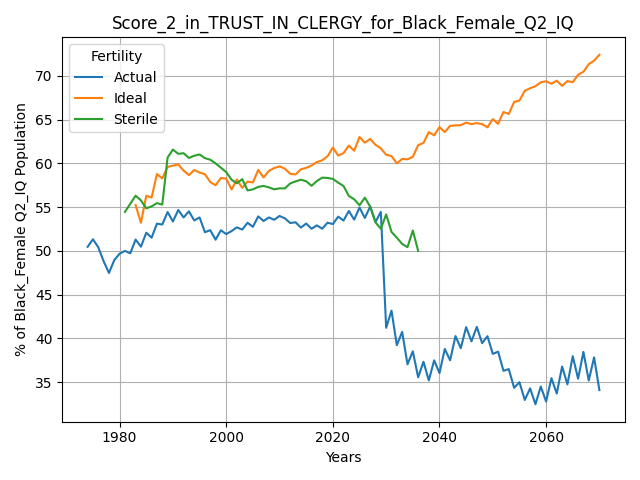 Score_2_in_TRUST_IN_CLERGY_for_Black_Female_Q2_IQ
Fertility
Actual
Ideal
Sterile
% of Black_Female Q2_IQ Population
70
65
60
55
50
45
40
35
1980
2000
2020
2040
2060
Years